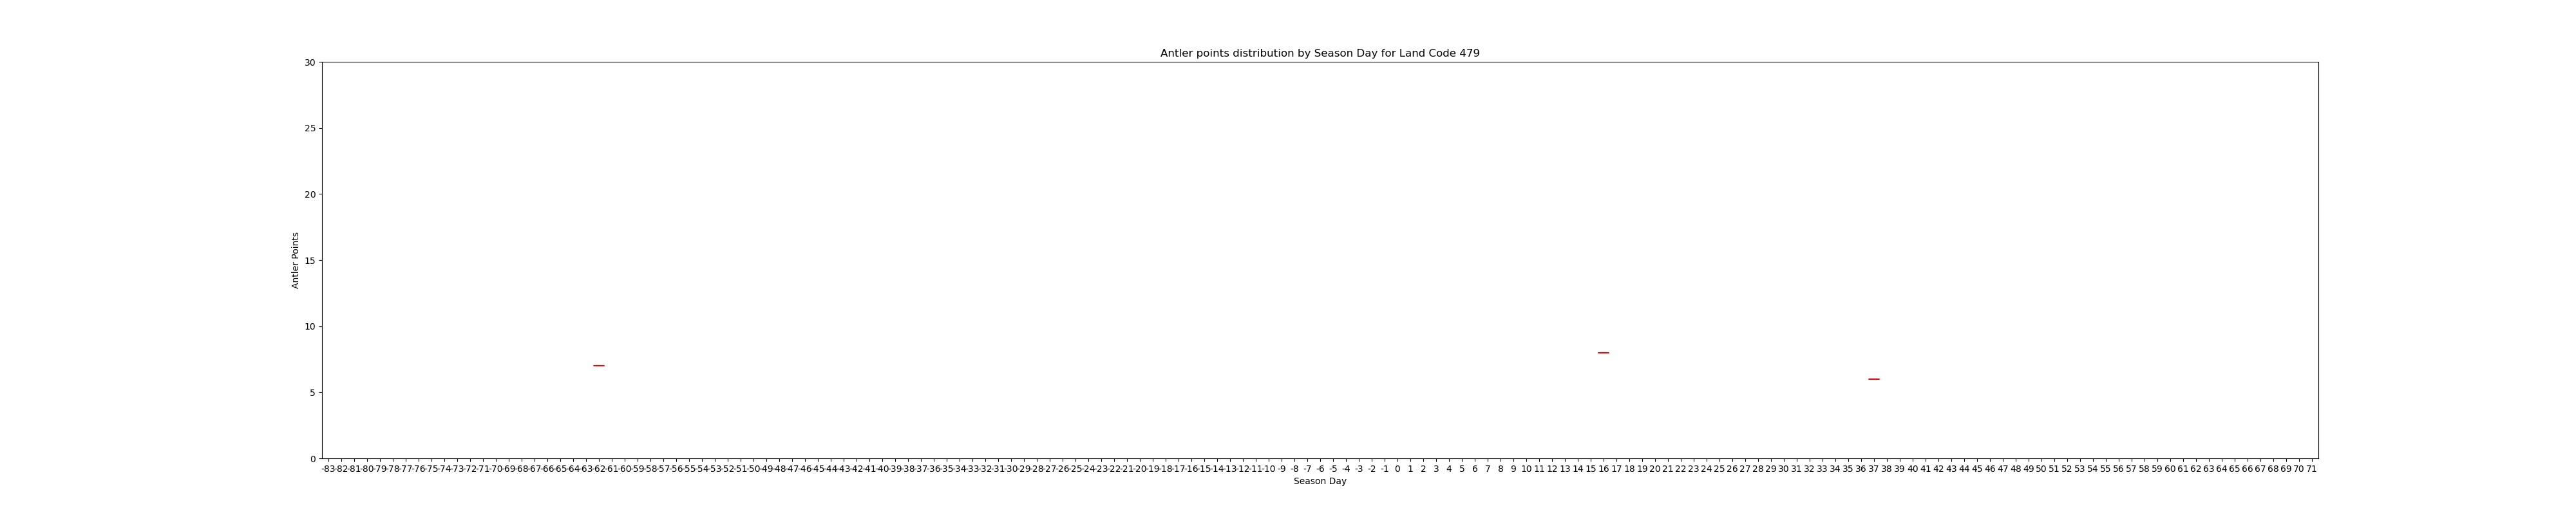 Antler points distribution by Season Day for Land Code 479
30
25
20
15
10
5
0
Antler Points
-83-82-81-80-79-78-77-76-75-74-73-72-71-70-69-68-67-66-65-64-63-62-61-60-59-58-57-56-55-54-53-52-51-50-49-48-47-46-45-44-43-42-41-40-39-38-37-36-35-34-33-32-31-30-29-28-27-26-25-24-23-22-21-20-19-18-17-16-15-14-13-12-11-10 -9 -8 -7 -6 -5 -4 -3 -2 -1 0 1 2 3 4 5 6 7 8 9 10 11 12 13 14 15 16 17 18 19 20 21 22 23 24 25 26 27 28 29 30 31 32 33 34 35 36 37 38 39 40 41 42 43 44 45 46 47 48 49 50 51 52 53 54 55 56 57 58 59 60 61 62 63 64 65 66 67 68 69 70 71
Season Day